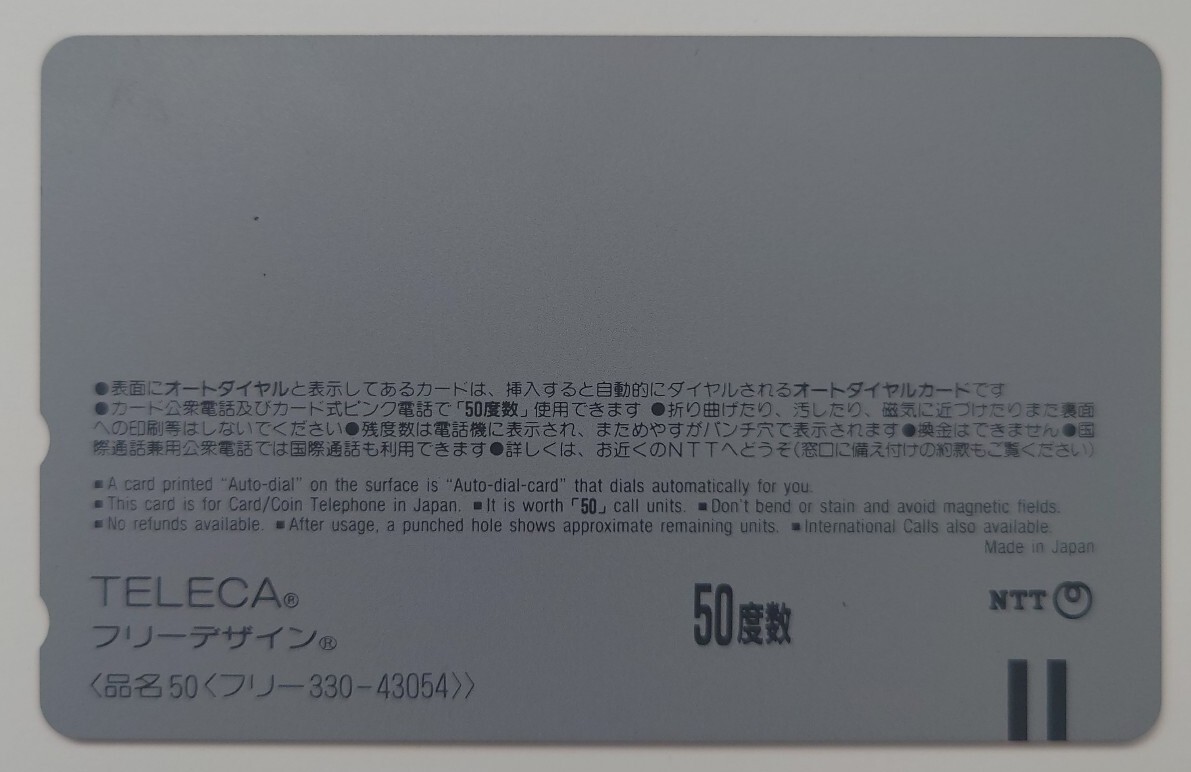 ●表面にオートダイヤルと表示してあるカードは、挿入すると自動的にダイヤルされるオートダイヤルカードです
●カード公衆電話及びカード式ピンク電話で「50度数」使用できます ●折り曲げたり、汚したり、磁気に近づけたりまた裏面
への印刷等はしないでください●残度数は電話機に表示され、まためやすがパンチ穴で表示されます●換金はできません●国
際通話兼用公衆電話では国際通話も利用できます●詳しくは、お近くのNTTへどうぞ(窓口に備え付けの約款もご覧ください)
■A card printed "Auto-dial" on the surface is "Auto-dial-card" that dials automatically for you.
■This card is for Card/Coin Telephone in Japan. ■It is worth「50」call units. ■Don't bend or stain and avoid magnetic fields.
■No refunds available. ■After usage, a punched hole shows approximate remaining units. ■International Calls also available.
Made in Japan
TELECA®
フリーデザイン®
50度数
NTT
〈品名50〈フリー330-43054〉〉